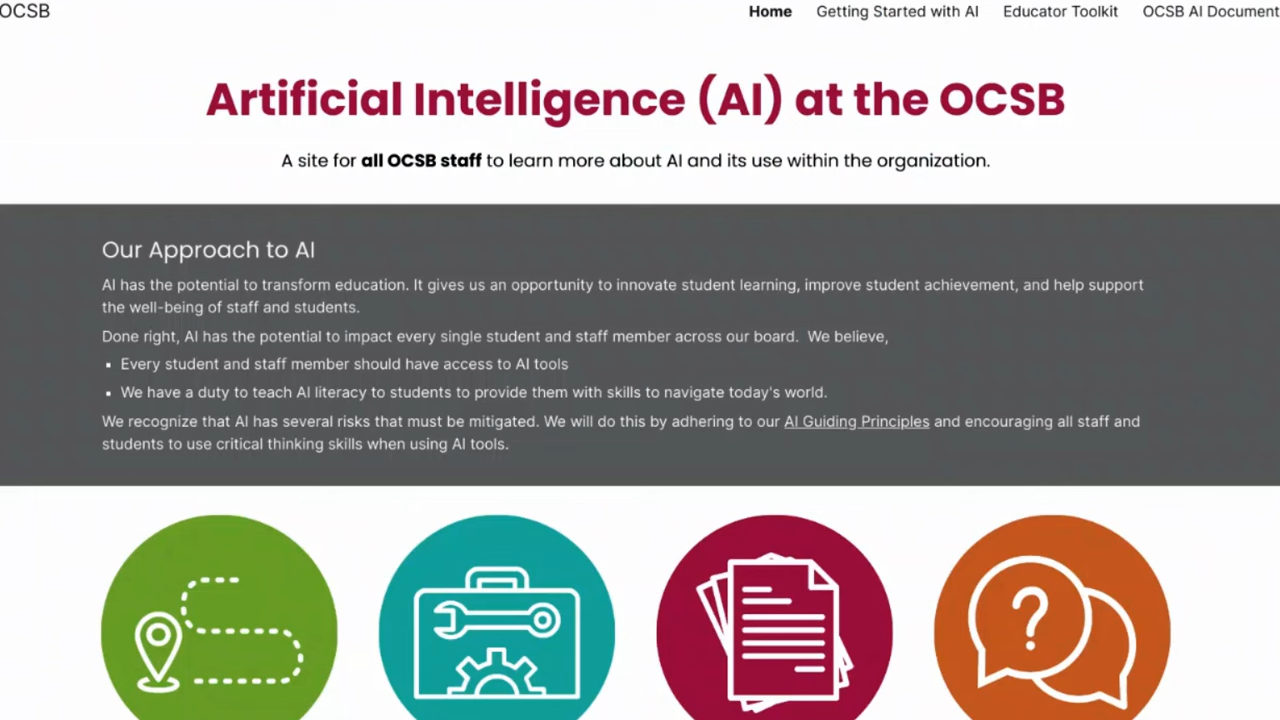 OCSB
Home Getting Started with AI Educator Toolkit OCSB AI Document
Artificial Intelligence (AI) at the OCSB
A site for all OCSB staff to learn more about AI and its use within the organization.
Our Approach to AI
AI has the potential to transform education. It gives us an opportunity to innovate student learning, improve student achievement, and help support
the well-being of staff and students.
Done right, AI has the potential to impact every single student and staff member across our board. We believe,
▪ Every student and staff member should have access to AI tools
▪ We have a duty to teach AI literacy to students to provide them with skills to navigate today's world.
We recognize that AI has several risks that must be mitigated. We will do this by adhering to our AI Guiding Principles and encouraging all staff and
students to use critical thinking skills when using AI tools.
?